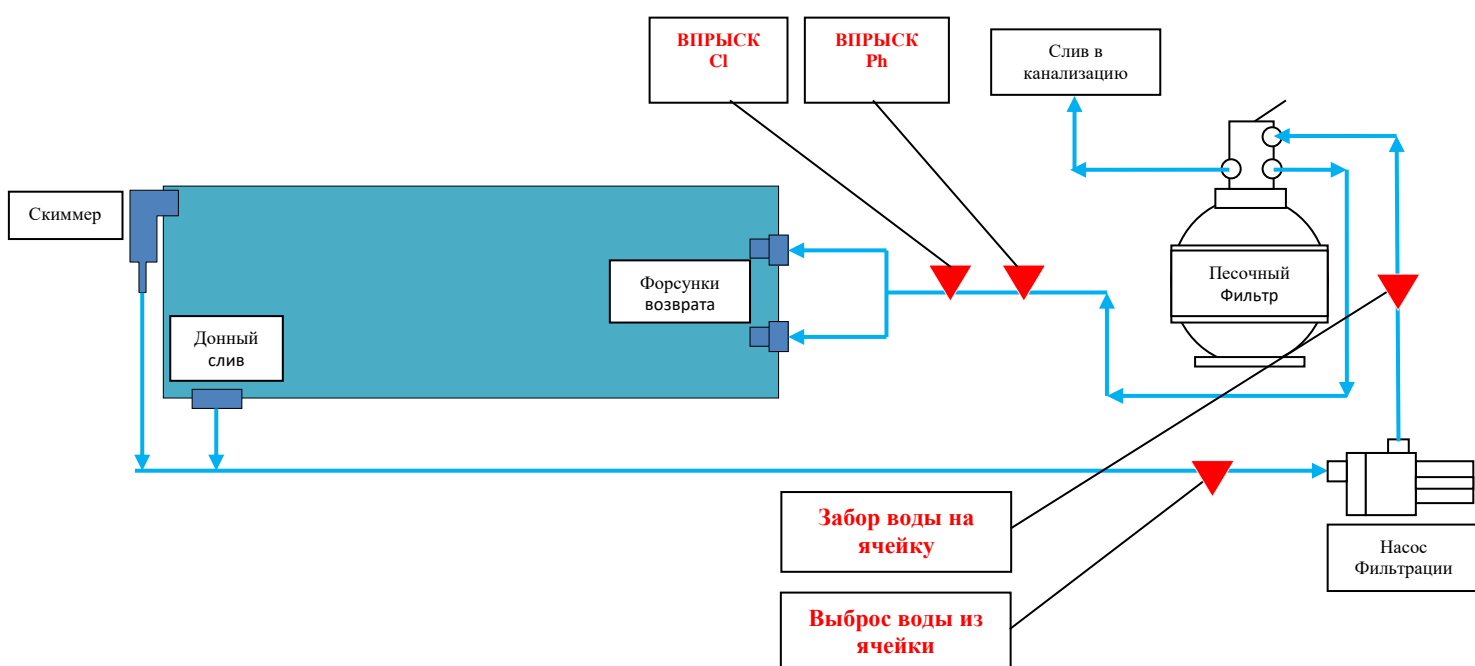 ВПРЫСК
Cl
ВПРЫСК
Ph
Слив в
канализацию
Скиммер
Форсунки
возврата
Песочный
Фильтр
Донный
слив
Забор воды на
ячейку
Насос
Фильтрации
Выброс воды из
ячейки